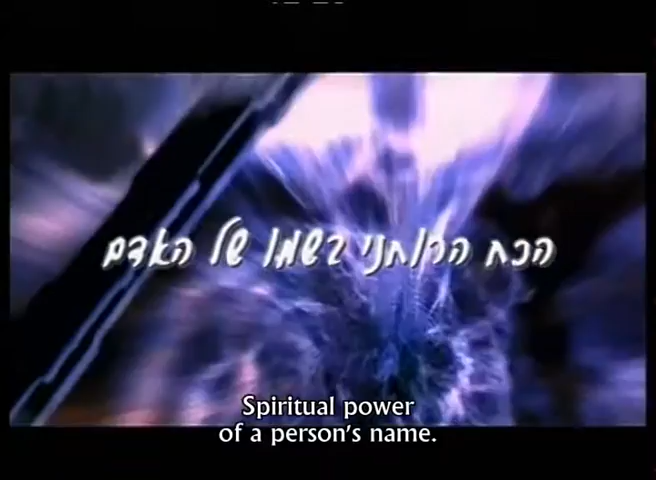 הכח הרוחני בשמו של האדם
Spiritual power
of a person's name.